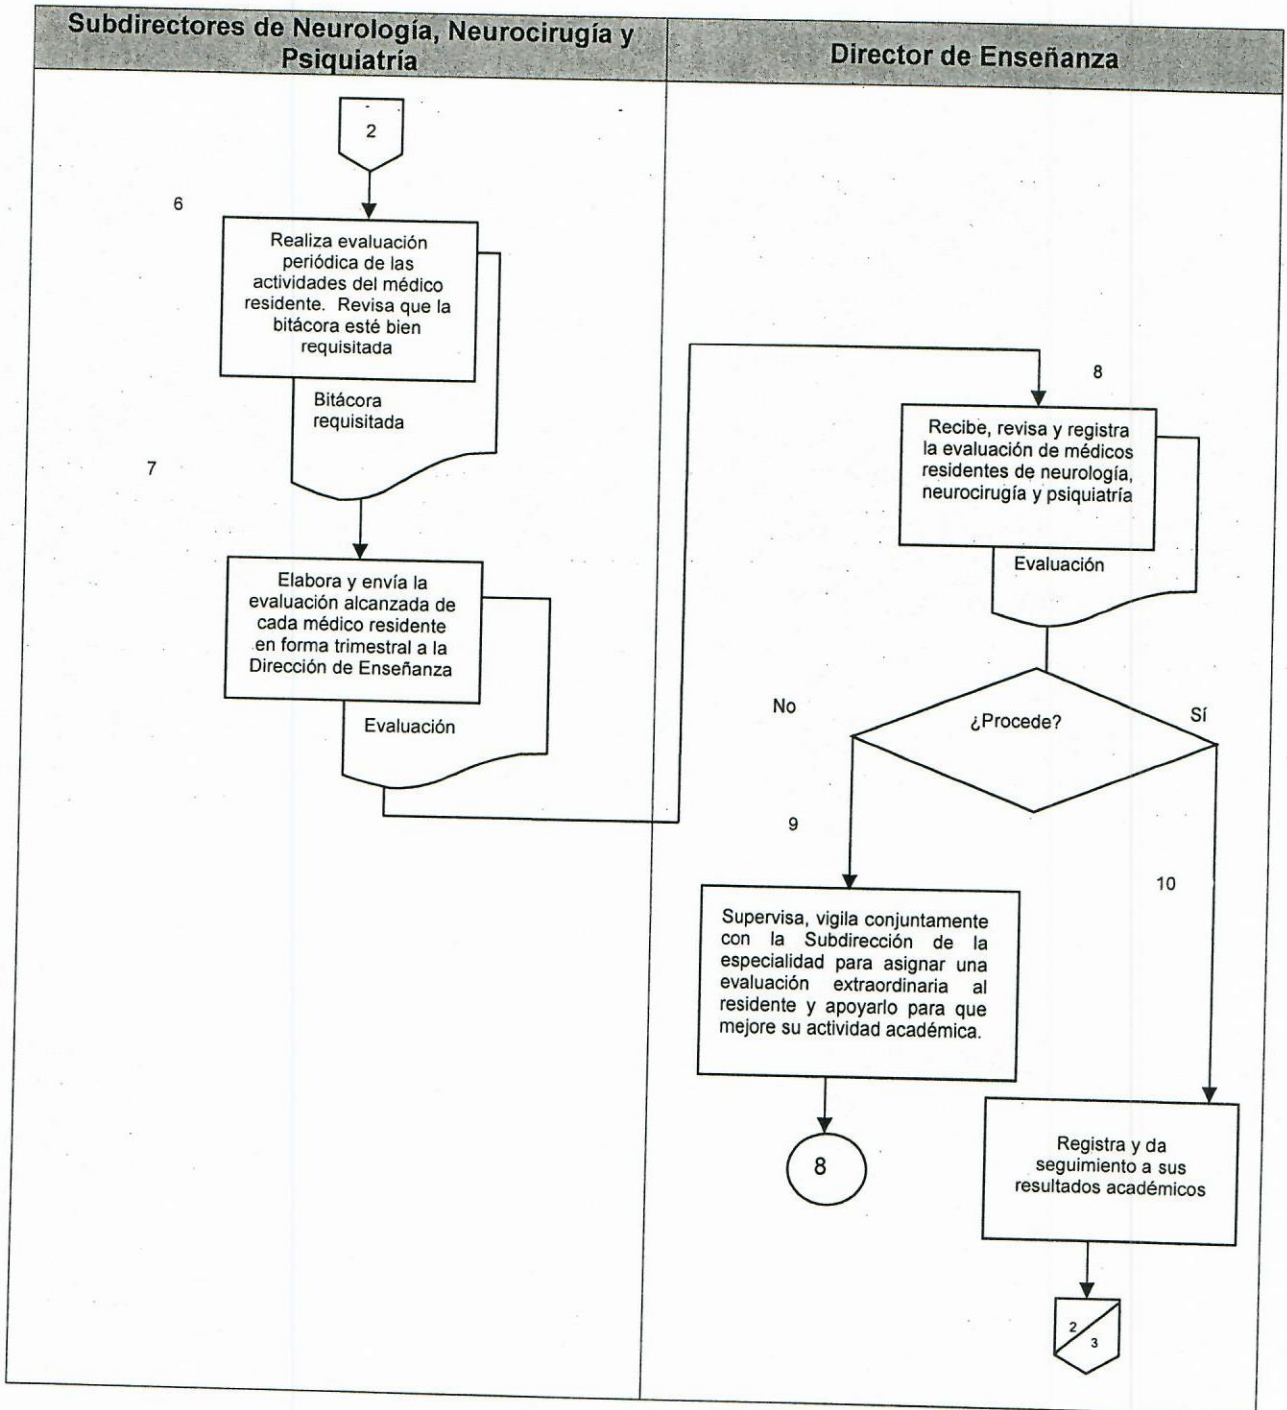 Subdirectores de Neurología, Neurocirugía y
Psiquiatría
Director de Enseñanza
2
6
Realiza evaluación
periódica de las
actividades del médico
residente. Revisa que la
bitácora esté bien
requisitada
Bitácora
requisitada
7
Elabora y envía la
evaluación alcanzada de
cada médico residente
en forma trimestral a la
Dirección de Enseñanza
Evaluación
8
Recibe, revisa y registra
la evaluación de médicos
residentes de neurología,
neurocirugía y psiquiatría
Evaluación
¿Procede?
No
Sí
9
Supervisa, vigila conjuntamente
con la Subdirección de la
especialidad para asignar una
evaluación extraordinaria al
residente y apoyarlo para que
mejore su actividad académica.
8
10
Registra y da
seguimiento a sus
resultados académicos
2
3